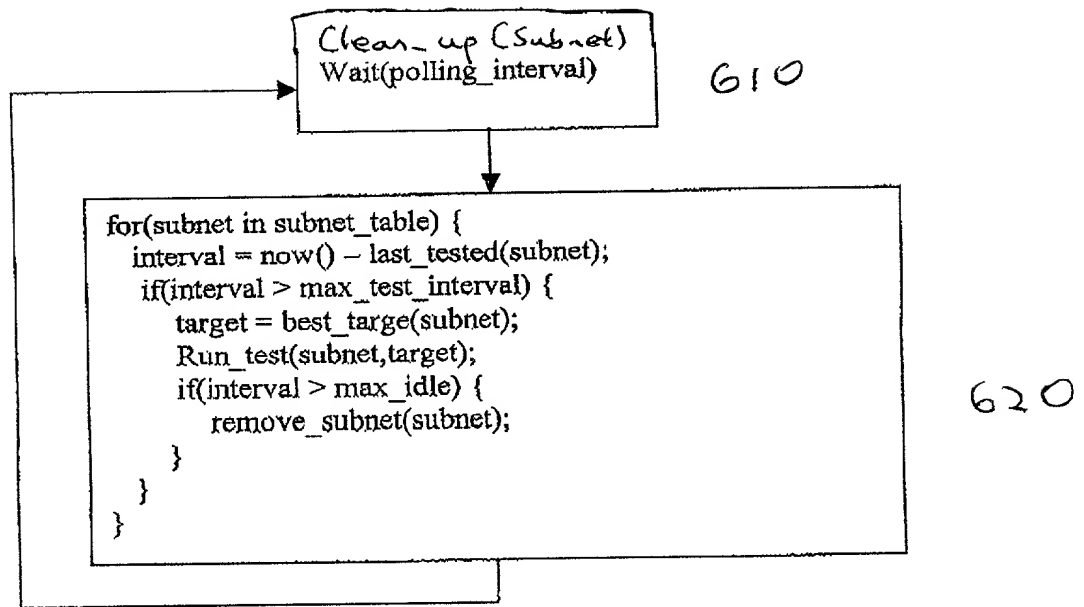 Clean_up (Subnet)
Wait(polling_interval)
610
for(subnet in subnet_table) {
interval = now() – last_tested(subnet);
if(interval > max_test_interval) {
target = best_targe(subnet);
Run_test(subnet,target);
if(interval > max_idle) {
remove_subnet(subnet);
}
}
}
620